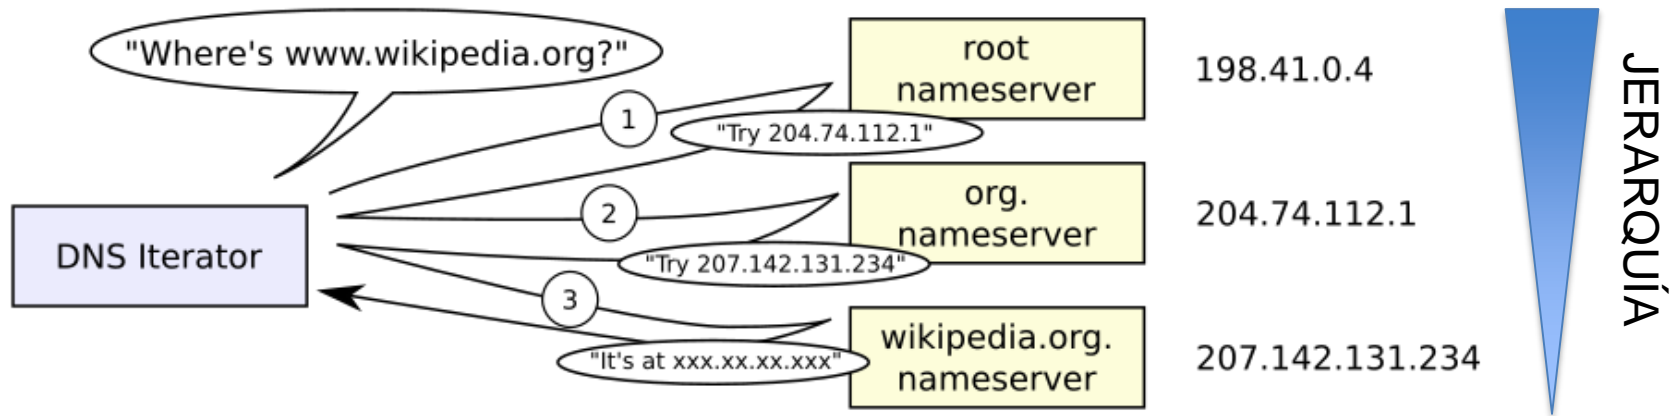 "Where's www.wikipedia.org?"
root
nameserver
198.41.0.4
1
"Try 204.74.112.1"
org.
nameserver
204.74.112.1
2
"Try 207.142.131.234"
DNS Iterator
3
wikipedia.org.
nameserver
207.142.131.234
"It's at xxx.xx.xx.xxx"
JERARQUÍA